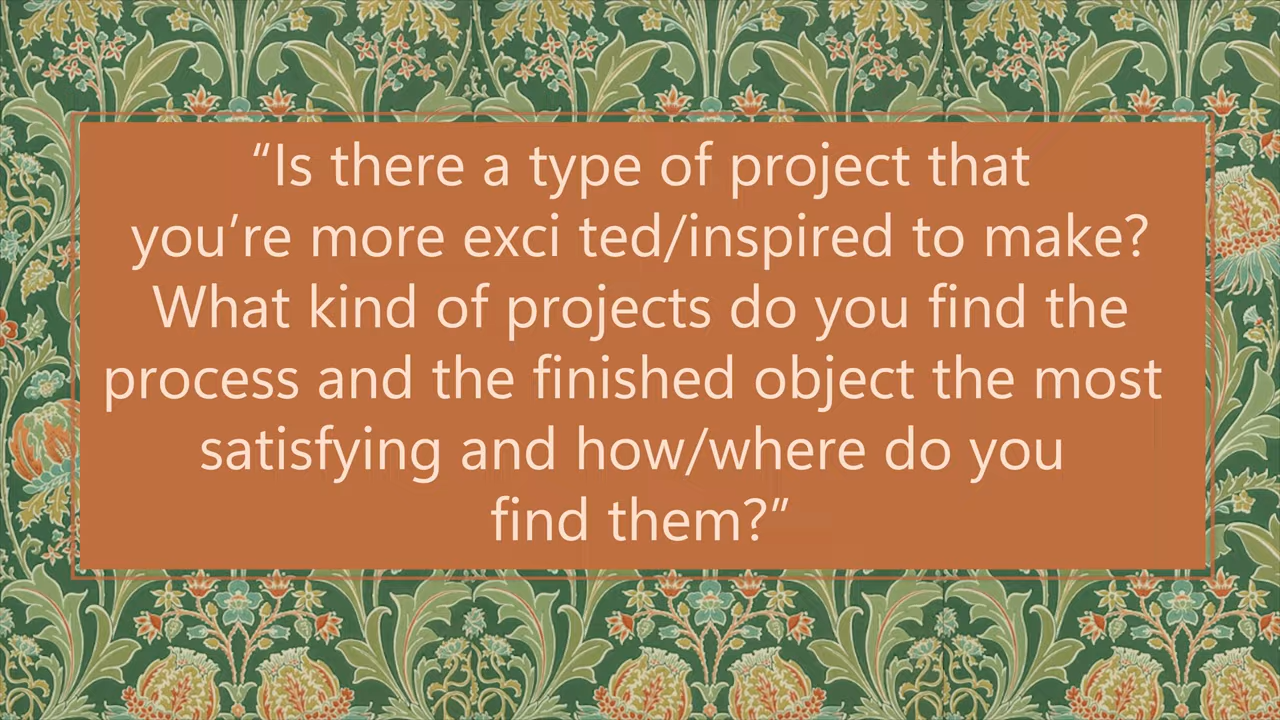 “Is there a type of project that
you’re more exci ted/inspired to make?
What kind of projects do you find the
process and the finished object the most
satisfying and how/where do you
find them?”